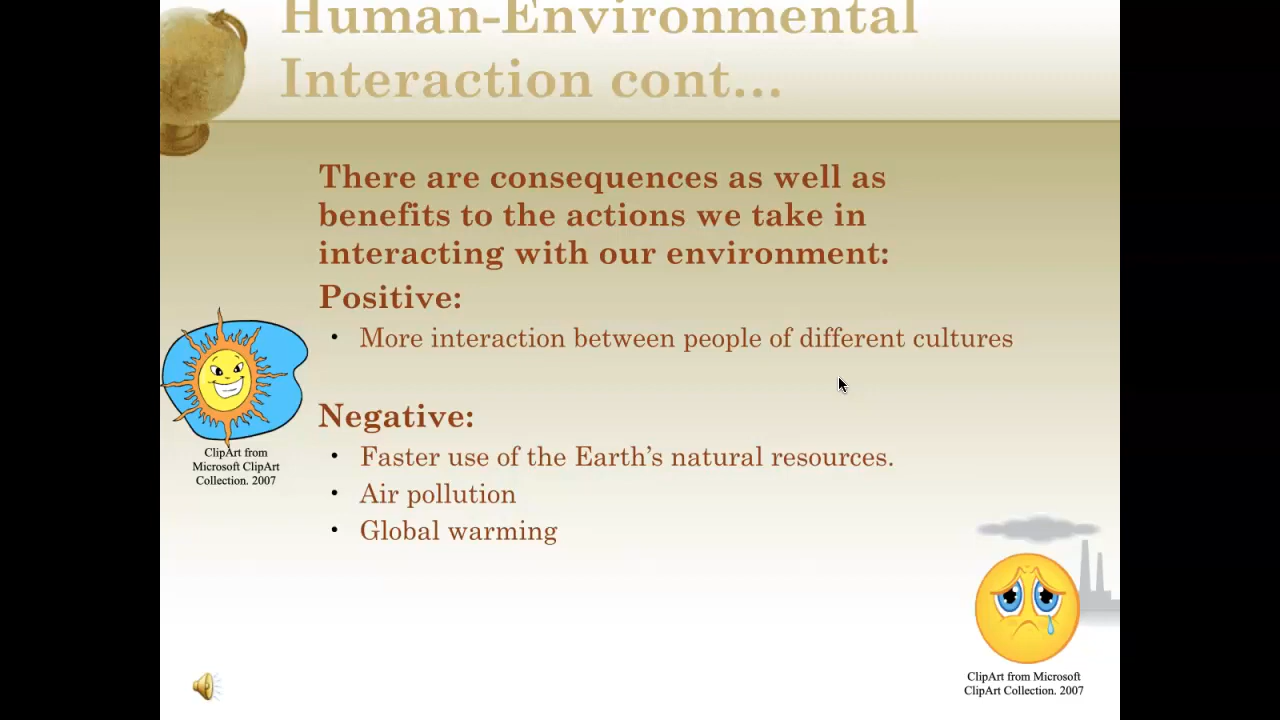 Human-Environmental
Interaction cont...
There are consequences as well as
benefits to the actions we take in
interacting with our environment:
Positive:
• More interaction between people of different cultures
Negative:
• Faster use of the Earth's natural resources.
• Air pollution
• Global warming
ClipArt from
Microsoft ClipArt
Collection. 2007
ClipArt from Microsoft
ClipArt Collection. 2007